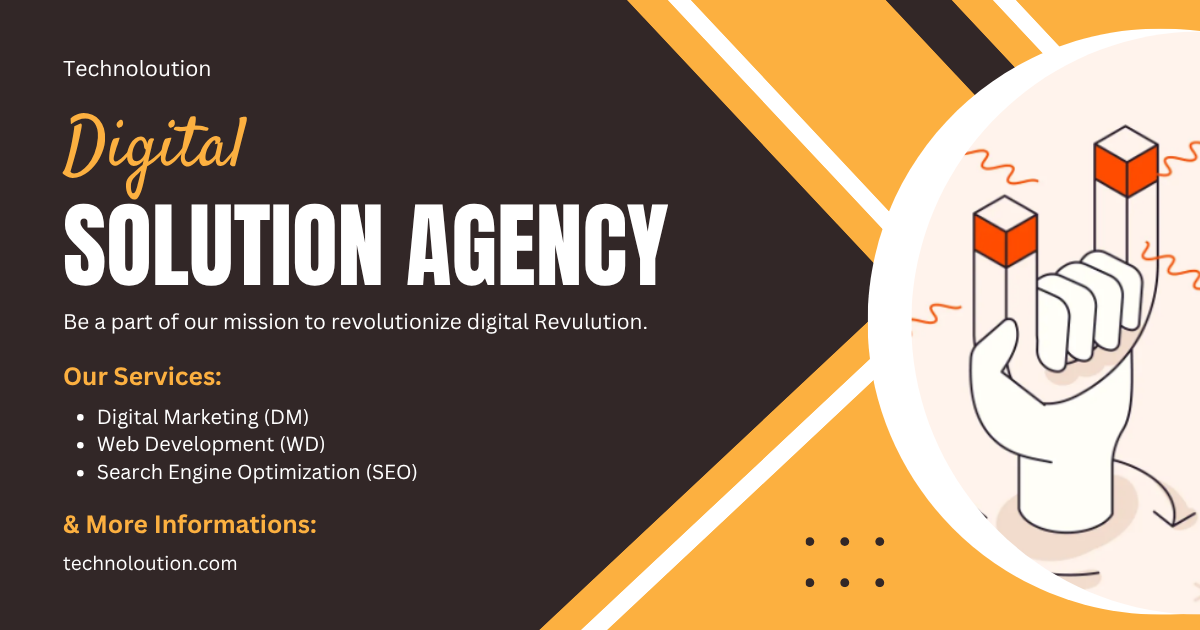 Technoloution
Digital
SOLUTION AGENCY
Be a part of our mission to revolutionize digital Revulution.
Our Services:
• Digital Marketing (DM)
• Web Development (WD)
• Search Engine Optimization (SEO)
& More Informations:
technoloution.com